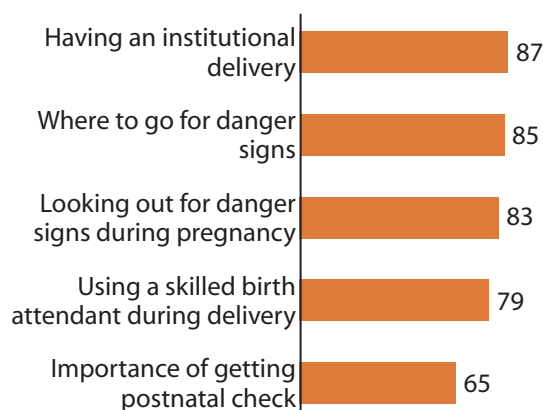 Having an institutional
delivery
87
Where to go for danger
signs
85
Looking out for danger
signs during pregnancy
83
Using a skilled birth
attendant during delivery
79
Importance of getting
postnatal check
65